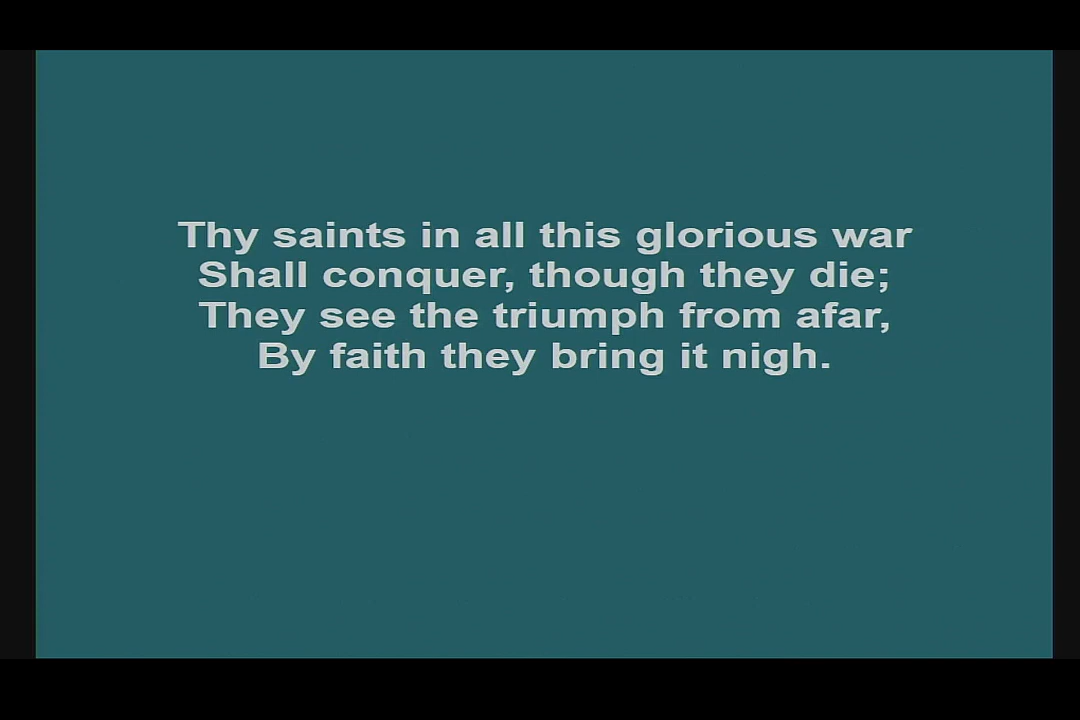 Thy saints in all this glorious war
Shall conquer, though they die;
They see the triumph from afar,
By faith they bring it nigh.